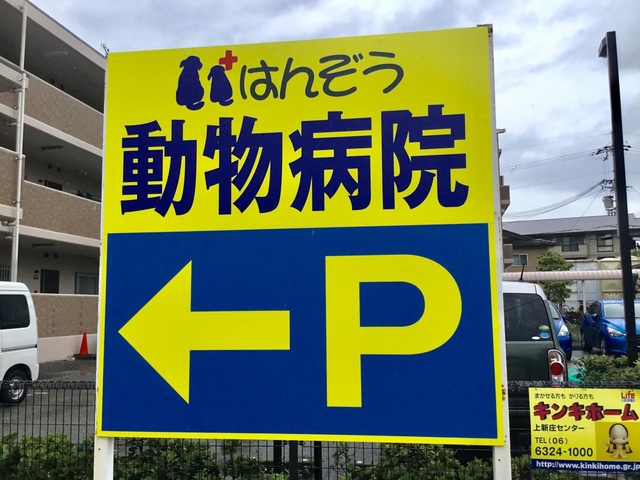 はんぞう
動物病院
←P
Life
まかせる方も かりる方も
キンキホーム
上新庄センター
TEL (06)
6324-1000
http://www.kinkihome.gr.jp